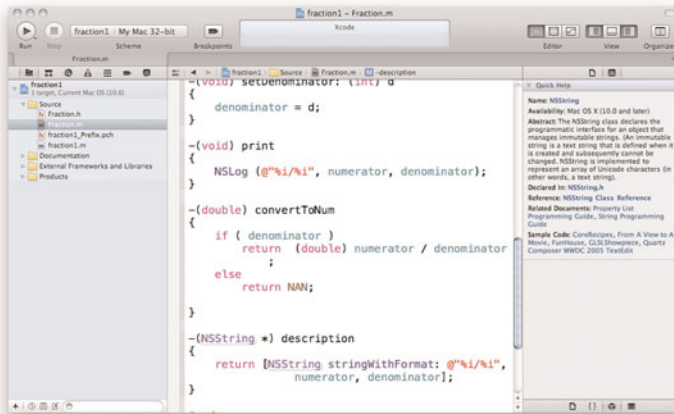 fraction1 – Fraction.m
Run
Stop
fraction1 My Mac 32-bit
Scheme
Breakpoints
Xcode
Editor
View
Organizer
Fraction.m
fraction1
1 target, Current Mac OS (10.6)
Source
Fraction.h
Fraction.m
fraction1_Prefix.pch
fraction1.m
Documentation
External Frameworks and Libraries
Products
fraction1 Source Fraction.m -description
-(void) setDenominator: (int) d
{
denominator = d;
}
-(void) print
{
NSLog (@"%i/%i", numerator, denominator);
}
-(double) convertToNum
{
if ( denominator )
return (double) numerator / denominator
;
else
return NAN;
}
-(NSString *) description
{
return [NSString stringWithFormat: @"%i/%i",
numerator, denominator];
}
Quick Help
Name: NSString
Availability: Mac OS X (10.0 and later)
Abstract: The NSString class declares the
programmatic interface for an object that
manages immutable strings. (An immutable
string is a text string that is defined when it
is created and subsequently cannot be
changed. NSString is implemented to
represent an array of Unicode characters (in
other words, a text string).
Declared In: NSString.h
Reference: NSString Class Reference
Related Documents: Property List
Programming Guide, String Programming
Guide
Sample Code: CoreRecipes, From A View to A
Movie, FunHouse, GLSLShowpiece, Quartz
Composer WWDC 2005 TextEdit